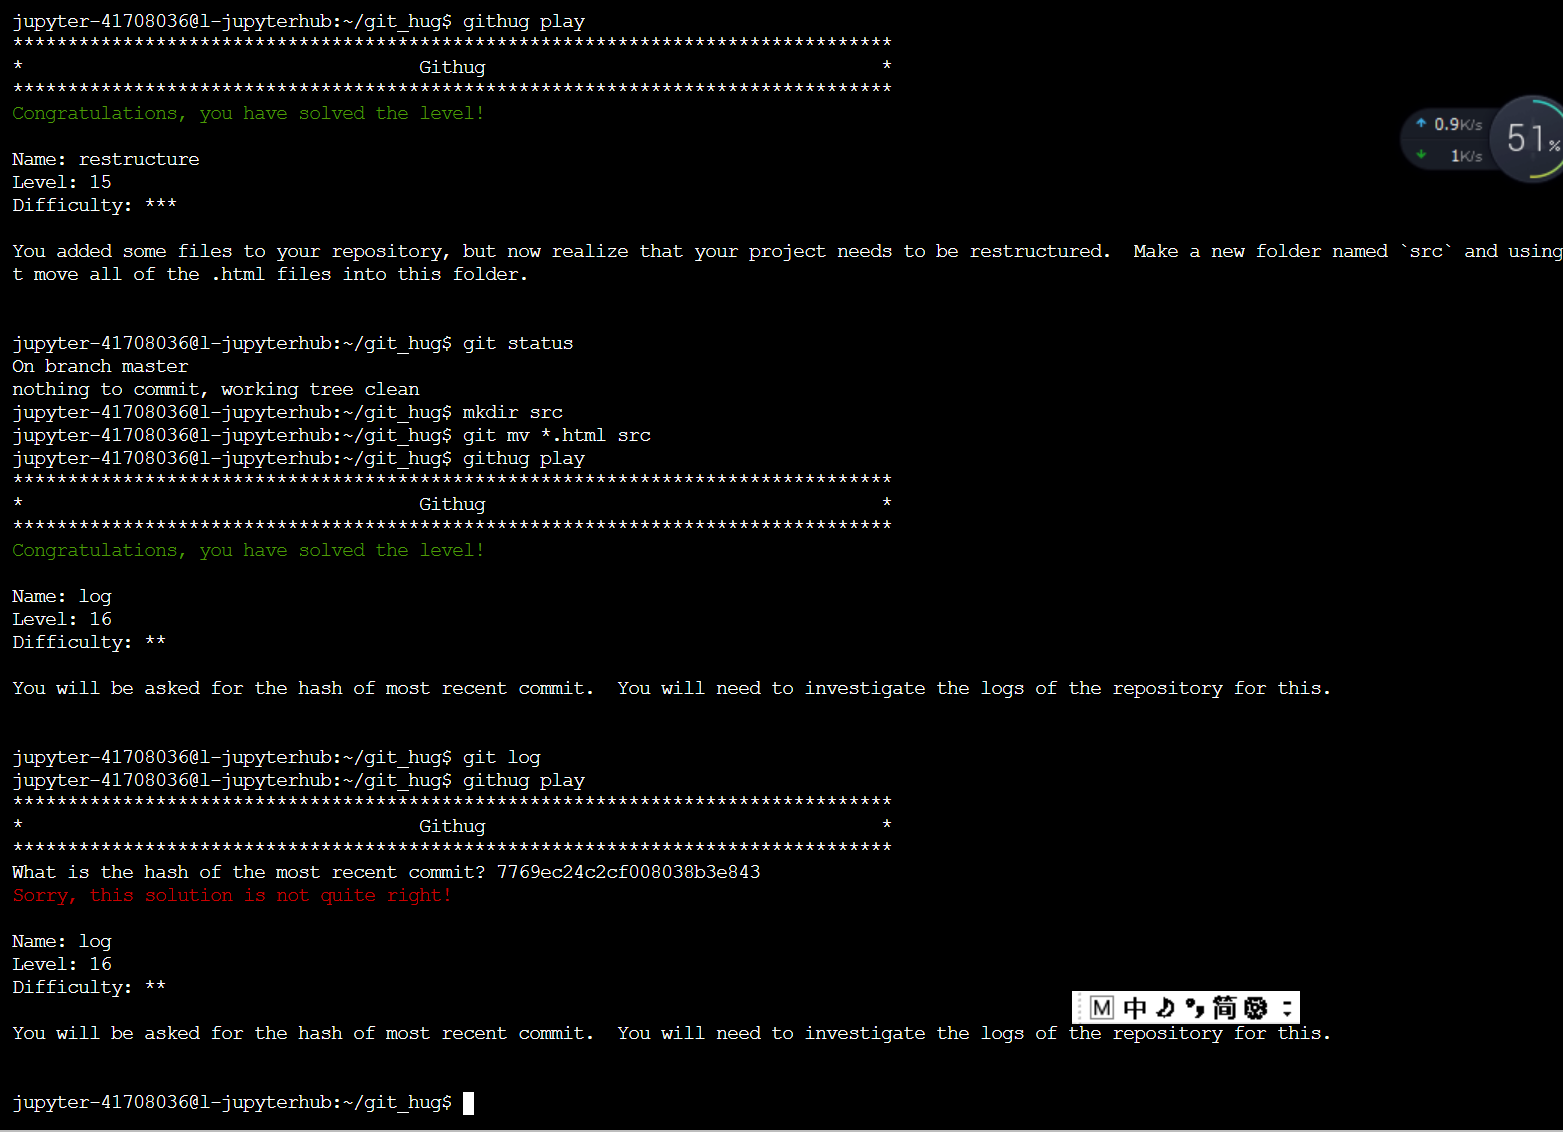 jupyter-41708036@l-jupyterhub:~/git_hug$ githug play
********************************************************************************
*                                    Githug                                    *
********************************************************************************
Congratulations, you have solved the level!
Name: restructure
Level: 15
Difficulty: ***
You added some files to your repository, but now realize that your project needs to be restructured.  Make a new folder named `src` and using
t move all of the .html files into this folder.
jupyter-41708036@l-jupyterhub:~/git_hug$ git status
On branch master
nothing to commit, working tree clean
jupyter-41708036@l-jupyterhub:~/git_hug$ mkdir src
jupyter-41708036@l-jupyterhub:~/git_hug$ git mv *.html src
jupyter-41708036@l-jupyterhub:~/git_hug$ githug play
********************************************************************************
*                                    Githug                                    *
********************************************************************************
Congratulations, you have solved the level!
Name: log
Level: 16
Difficulty: **
You will be asked for the hash of most recent commit.  You will need to investigate the logs of the repository for this.
jupyter-41708036@l-jupyterhub:~/git_hug$ git log
jupyter-41708036@l-jupyterhub:~/git_hug$ githug play
********************************************************************************
*                                    Githug                                    *
********************************************************************************
What is the hash of the most recent commit? 7769ec24c2cf008038b3e843
Sorry, this solution is not quite right!
Name: log
Level: 16
Difficulty: **
You will be asked for the hash of most recent commit.  You will need to investigate the logs of the repository for this.
jupyter-41708036@l-jupyterhub:~/git_hug$
0.9K/s
1K/s
51%
M 中 简